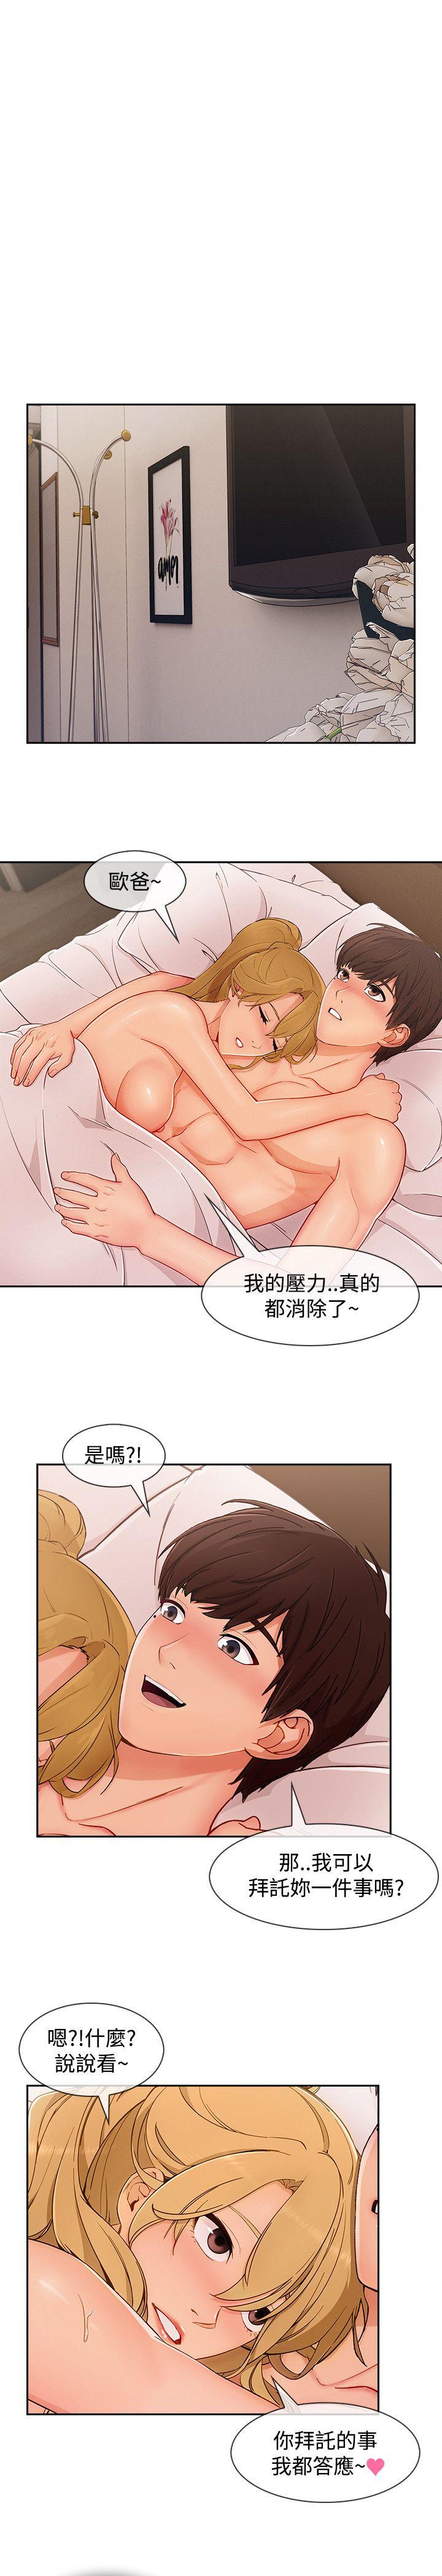 歐爸~
我的壓力..真的
都消除了~
是嗎?!
那..我可以
拜託妳一件事嗎?
嗯?!什麼?
說說看~
你拜託的事
我都答應~♥